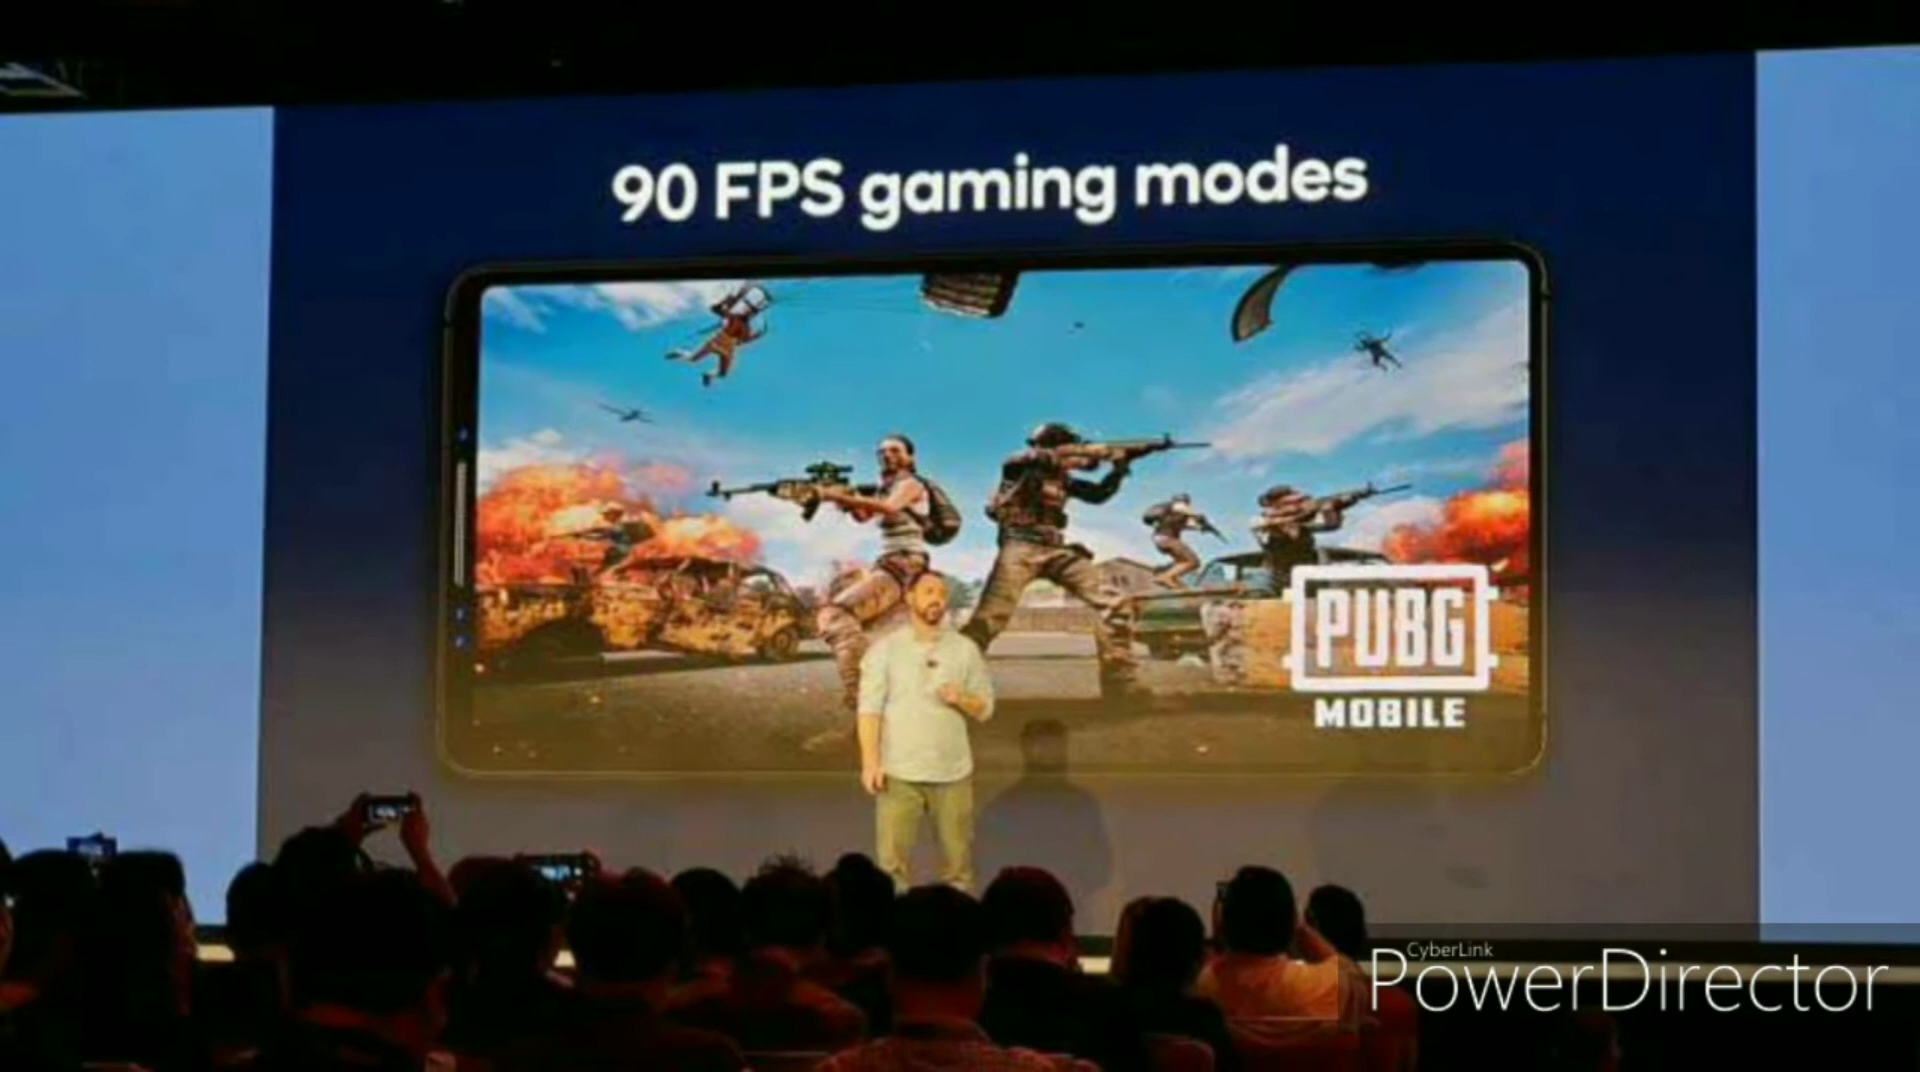 90 FPS gaming modes
PUBG
MOBILE
CyberLink
PowerDirector